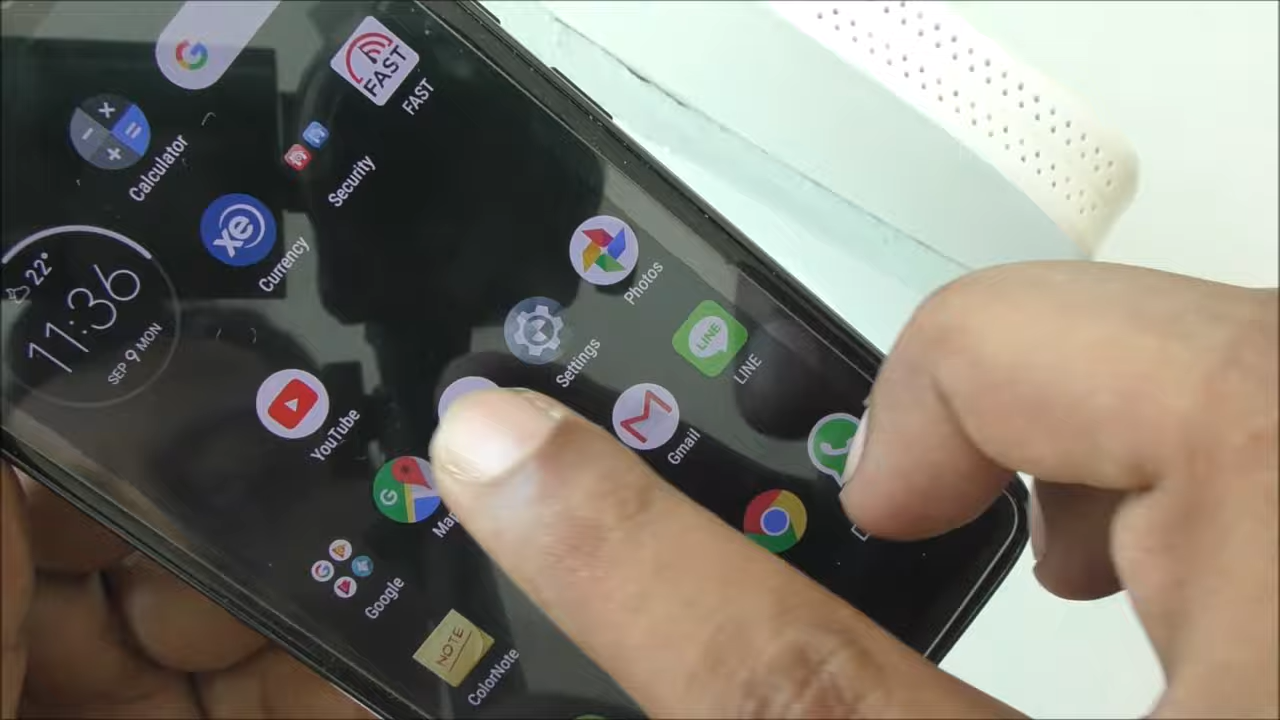 FAST
FAST
Calculator
Security
xe
Currency
22°
11:36
SEP 9 MON
Photos
Settings
LINE
LINE
YouTube
Gmail
G
Google
NOTE
ColorNote